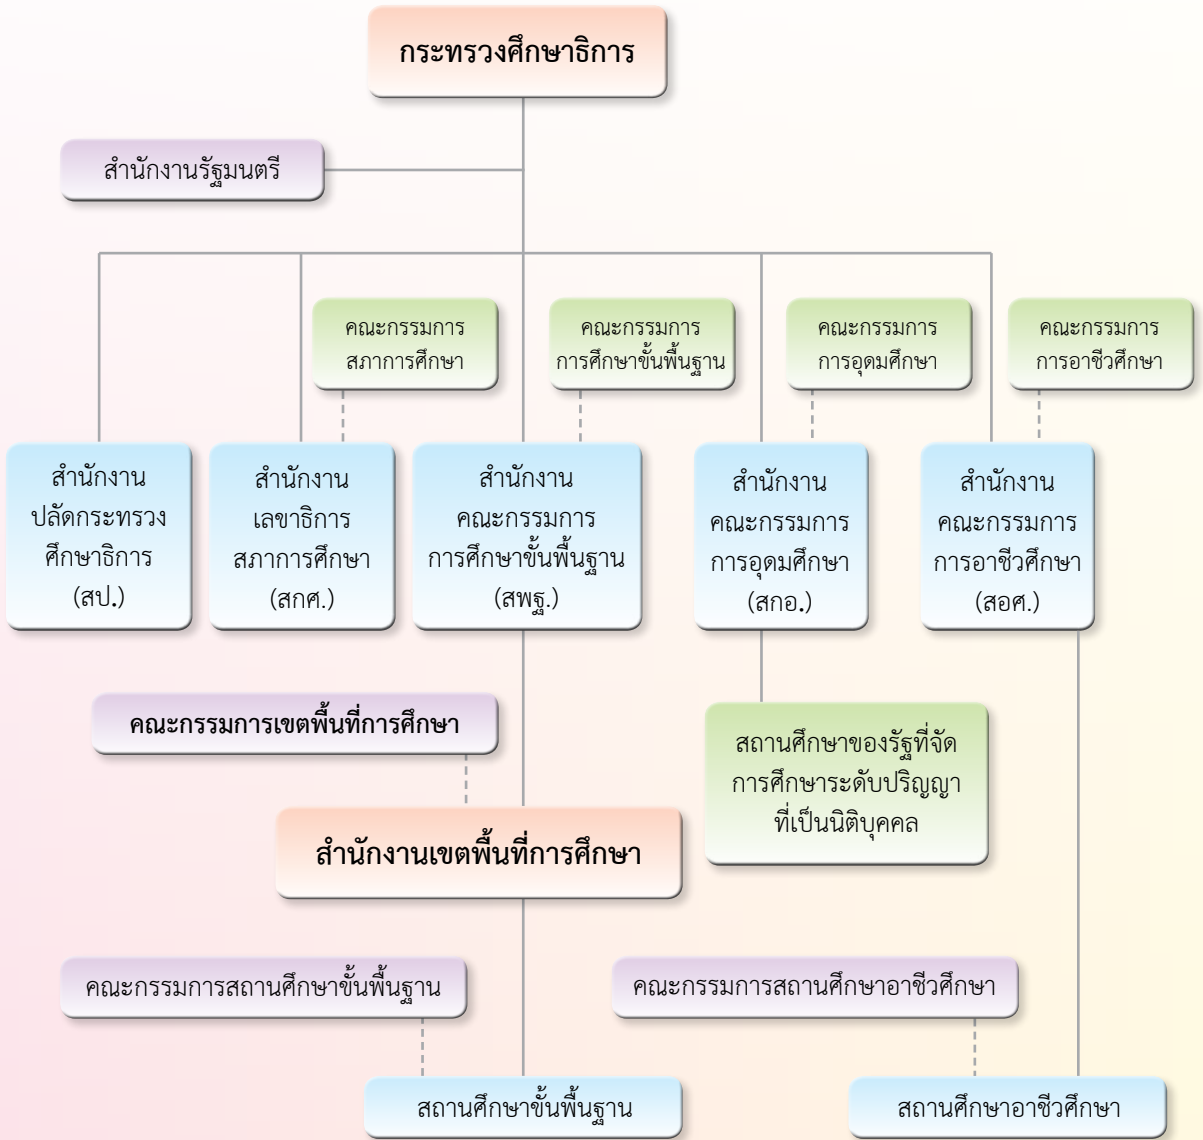 กระทรวงศึกษาธิการ
สำนักงานรัฐมนตรี
คณะกรรมการ
สภาการศึกษา
คณะกรรมการ
การศึกษาขั้นพื้นฐาน
คณะกรรมการ
การอุดมศึกษา
คณะกรรมการ
การอาชีวศึกษา
สำนักงาน
ปลัดกระทรวง
ศึกษาธิการ
(สป.)
สำนักงาน
เลขาธิการ
สภาการศึกษา
(สกศ.)
สำนักงาน
คณะกรรมการ
การศึกษาขั้นพื้นฐาน
(สพฐ.)
สำนักงาน
คณะกรรมการ
การอุดมศึกษา
(สกอ.)
สำนักงาน
คณะกรรมการ
การอาชีวศึกษา
(สอศ.)
คณะกรรมการเขตพื้นที่การศึกษา
สถานศึกษาของรัฐที่จัด
การศึกษาระดับปริญญา
ที่เป็นนิติบุคคล
สำนักงานเขตพื้นที่การศึกษา
คณะกรรมการสถานศึกษาขั้นพื้นฐาน
คณะกรรมการสถานศึกษาอาชีวศึกษา
สถานศึกษาขั้นพื้นฐาน
สถานศึกษาอาชีวศึกษา